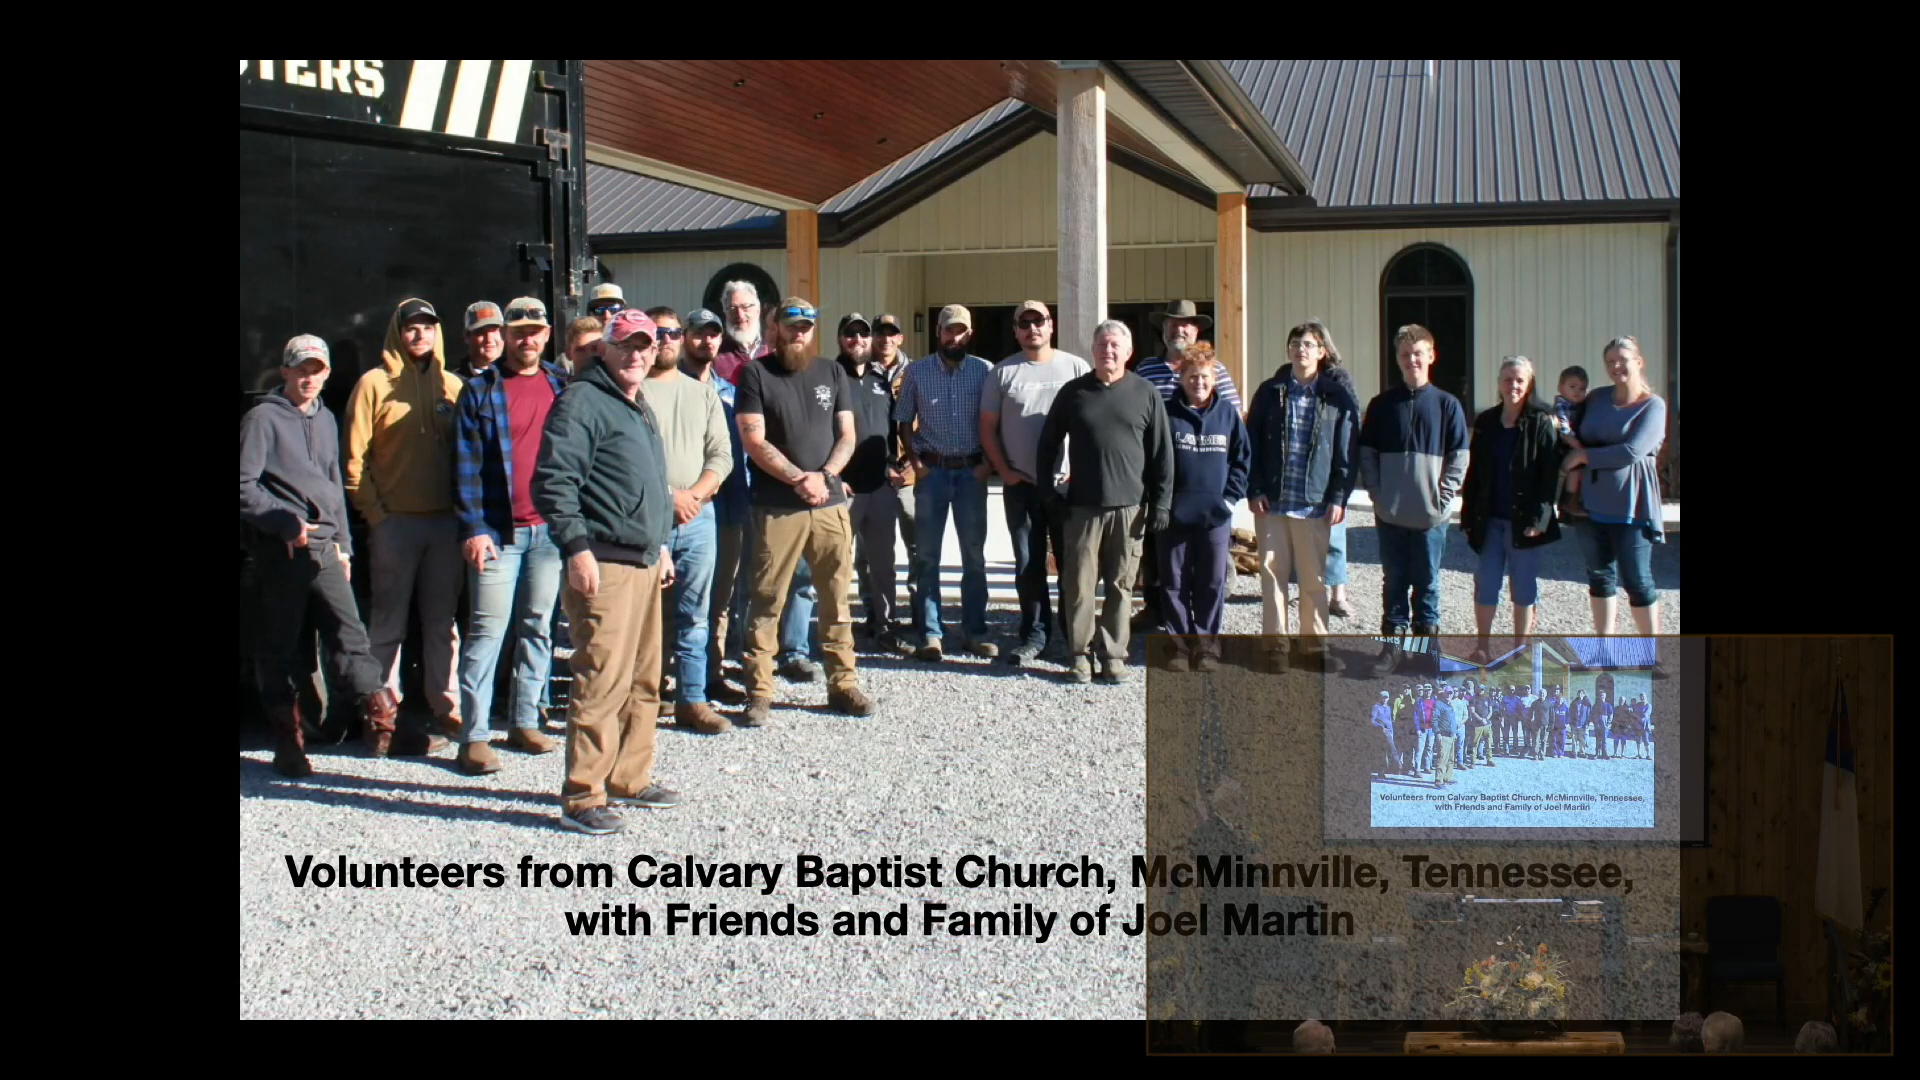 TERS
Volunteers from Calvary Baptist Church, McMinnville, Tennessee,
with Friends and Family of Joel Martin
TERS
Volunteers from Calvary Baptist Church, McMinnville, Tennessee,
with Friends and Family of Joel Martin